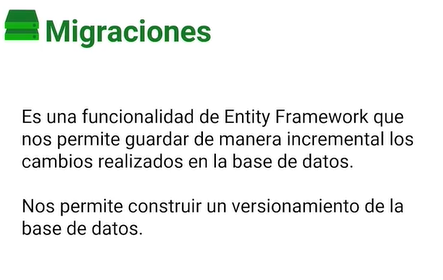 Migraciones
Es una funcionalidad de Entity Framework que
nos permite guardar de manera incremental los
cambios realizados en la base de datos.
Nos permite construir un versionamiento de la
base de datos.